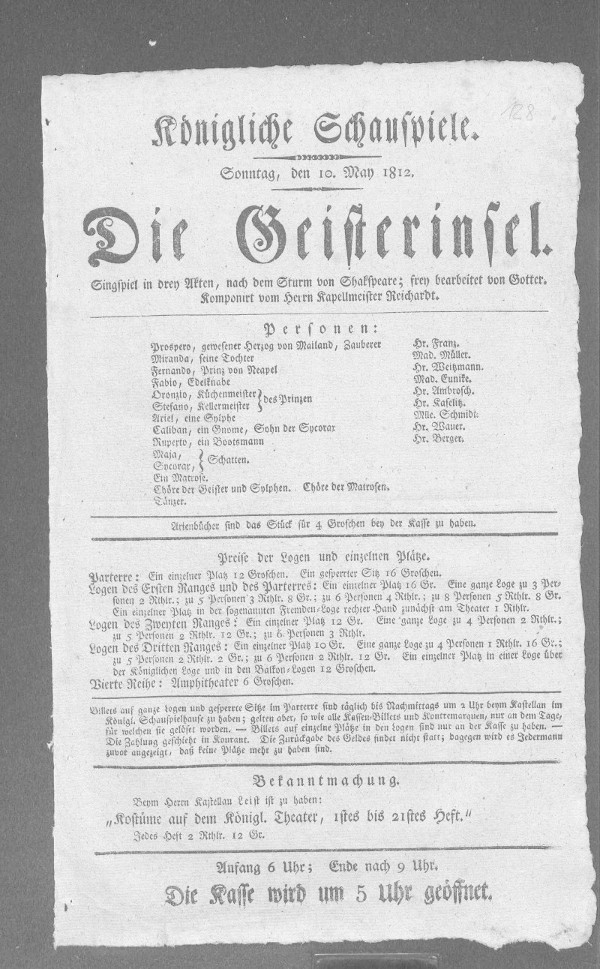 128
Königliche Schauspiele.
Sonntag, den 10. May 1812.
Die Geisterinsel.
Singspiel in drey Akten, nach dem Sturm von Shakspeare; frey bearbeitet von Gotter.
Komponirt vom Herrn Kapellmeister Reichardt.
Personen:
Prospero, gewesener Herzog von Mailand, Zauberer Hr. Franz.
Miranda, seine Tochter Mad. Müller.
Fernando, Prinz von Neapel Hr. Weitzmann.
Fabio, Edelknabe Mad. Eunike.
Oronzio, Küchenmeister } des Prinzen Hr. Ambrosch.
Stefano, Kellermeister Hr. Kaselitz.
Ariel, eine Sylphe Mlle. Schmidt.
Caliban, ein Gnome, Sohn der Sycorax Hr. Wauer.
Ruperto, ein Bootsmann Hr. Berger.
Maja, } Schatten.
Sycorax,
Ein Matrose.
Chöre der Geister und Sylphen. Chöre der Matrosen.
Tänzer.
Arienbücher sind das Stück für 4 Groschen bey der Kasse zu haben.
Preise der Logen und einzelnen Plätze.
Parterre: Ein einzelner Platz 12 Groschen. Ein gesperrter Sitz 16 Groschen.
Logen des Ersten Ranges und des Parterres: Ein einzelner Platz 16 Gr. Eine ganze Loge zu 3 Per-
sonen 2 Rthlr.; zu 5 Personen 3 Rthlr. 8 Gr.; zu 6 Personen 4 Rthlr.; zu 8 Personen 5 Rthlr. 8 Gr.
Ein einzelner Platz in der sogenannten Fremden-Loge rechter Hand zunächst am Theater 1 Rthlr.
Logen des Zweyten Ranges: Ein einzelner Platz 12 Gr. Eine ganze Loge zu 4 Personen 2 Rthlr.;
zu 5 Personen 2 Rthlr. 12 Gr.; zu 6 Personen 3 Rthlr.
Logen des Dritten Ranges: Ein einzelner Platz 10 Gr. Eine ganze Loge zu 4 Personen 1 Rthlr. 16 Gr.;
zu 5 Personen 2 Rthlr. 2 Gr.; zu 6 Personen 2 Rthlr. 12 Gr. Ein einzelner Platz in einer Loge über
der Königlichen Loge und in den Balkon-Logen 12 Groschen.
Vierte Reihe: Amphitheater 6 Groschen.
Billets auf ganze Logen und gesperrte Sitze im Parterre sind täglich bis Nachmittags um 2 Uhr beym Kastellan im
Königl. Schauspielhause zu haben; gelten aber, so wie alle Kassen-Billets und Kontremarquen, nur an dem Tage,
für welchen sie gelöset worden. — Billets auf einzelne Plätze in den Logen sind nur an der Kasse zu haben. —
Die Zahlung geschieht in Kourant. Die Zurückgabe des Geldes findet nicht statt; dagegen wird es Jedermann
zuvor angezeigt, daß keine Plätze mehr zu haben sind.
Bekanntmachung.
Beym Herrn Kastellan Leist ist zu haben:
„Kostüme auf dem Königl. Theater, 1stes bis 21stes Heft.“
Jedes Heft 2 Rthlr. 12 Gr.
Anfang 6 Uhr; Ende nach 9 Uhr.
Die Kasse wird um 5 Uhr geöffnet.